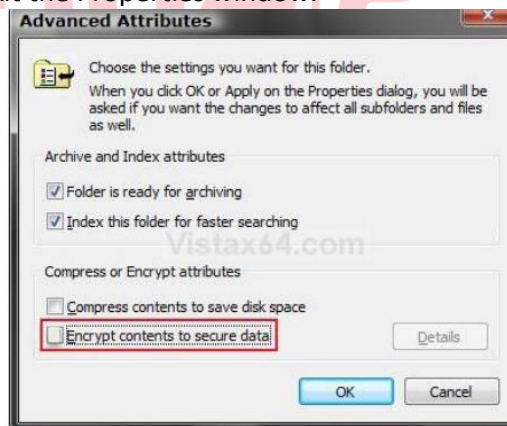 t the Properties window.
Advanced Attributes
Choose the settings you want for this folder.
When you click OK or Apply on the Properties dialog, you will be
asked if you want the changes to affect all subfolders and files
as well.
Archive and Index attributes
Folder is ready for archiving
Index this folder for faster searching
Vistax64.com
Compress or Encrypt attributes
Compress contents to save disk space
Encrypt contents to secure data
Details
OK
Cancel